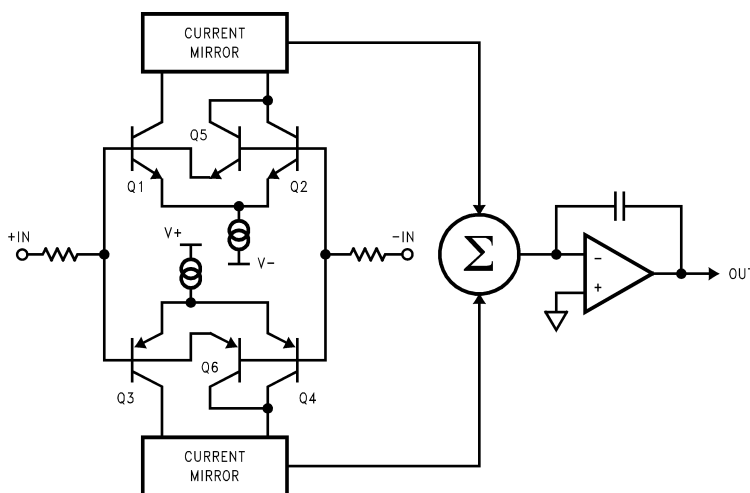 CURRENT
MIRROR
Q5
Q1
Q2
+IN
V+
-IN
V-
Σ
-
+
Q6
Q3
Q4
CURRENT
MIRROR